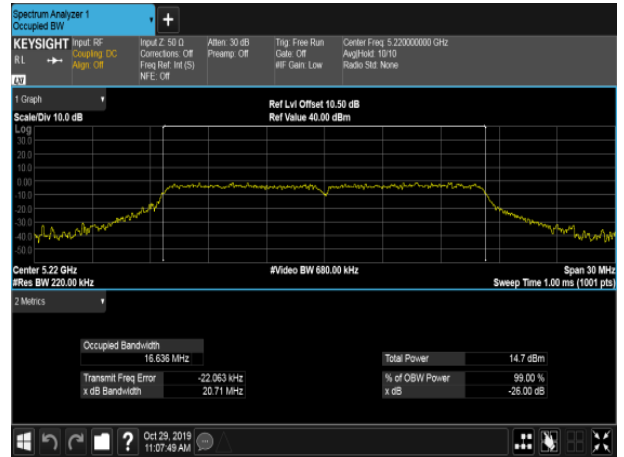 Spectrum Analyzer 1
Occupied BW
+
KEYSIGHT
RL
LXI
Input: RF
Coupling: DC
Align: Off
Input Z: 50 Ω
Corrections: Off
Freq Ref: Int (S)
NFE: Off
Atten: 30 dB
Preamp: Off
Trig: Free Run
Gate: Off
#IF Gain: Low
Center Freq: 5.220000000 GHz
Avg|Hold: 10/10
Radio Std: None
1 Graph
Scale/Div 10.0 dB
Ref Lvl Offset 10.50 dB
Ref Value 40.00 dBm
Log
30.0
20.0
10.0
0.00
-10.0
-20.0
-30.0
-40.0
-50.0
Center 5.22 GHz
#Res BW 220.00 kHz
#Video BW 680.00 kHz
Span 30 MHz
Sweep Time 1.00 ms (1001 pts)
2 Metrics
Occupied Bandwidth
16.636 MHz
Transmit Freq Error -22.063 kHz
x dB Bandwidth 20.71 MHz
Total Power 14.7 dBm
% of OBW Power 99.00 %
x dB -26.00 dB
?
Oct 29, 2019
11:07:49 AM